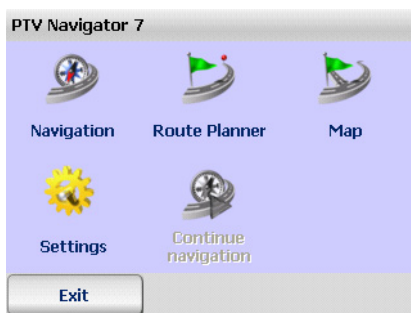 PTV Navigator 7
Navigation
Route Planner
Map
Settings
Continue
navigation
Exit